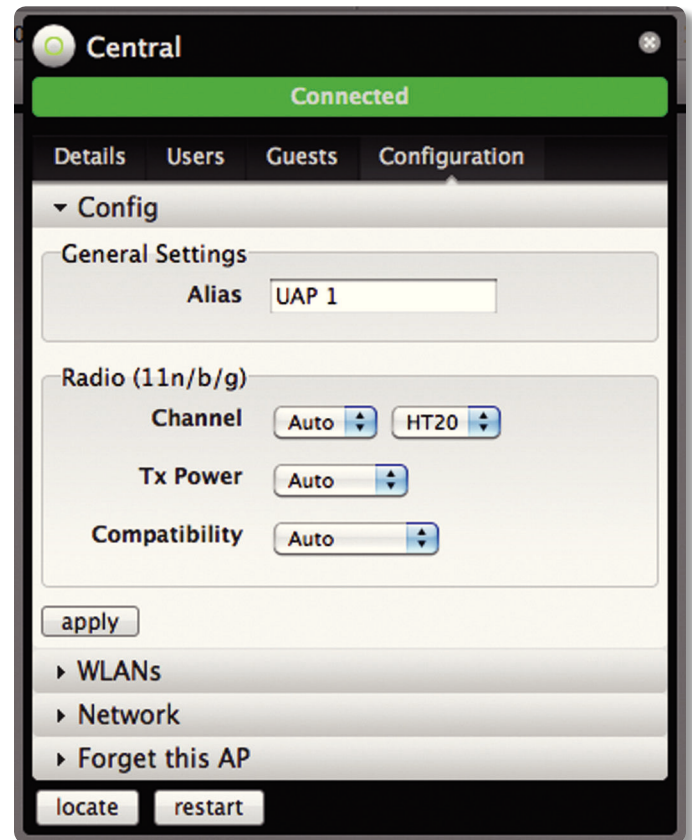 Central
Connected
Details Users Guests Configuration
Config
General Settings
Alias UAP 1
Radio (11n/b/g)
Channel Auto HT20
Tx Power Auto
Compatibility Auto
apply
WLANs
Network
Forget this AP
locate restart